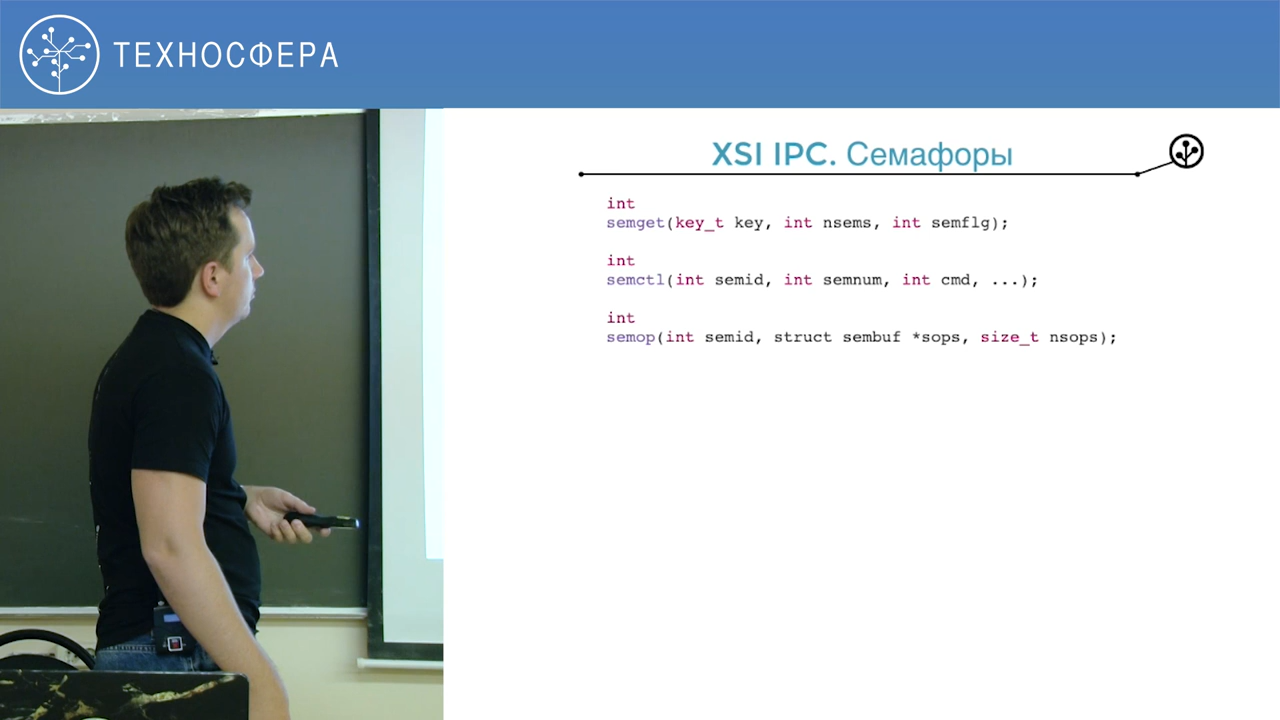 ТЕХНОСФЕРА
XSI IPC. Семафоры
int
semget(key_t key, int nsems, int semflg);
int
semctl(int semid, int semnum, int cmd, ...);
int
semop(int semid, struct sembuf *sops, size_t nsops);